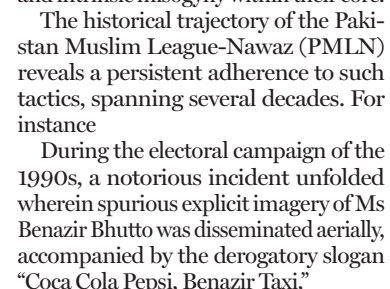 and intrinsic misogyny within their core.
The historical trajectory of the Paki-
stan Muslim League-Nawaz (PMLN)
reveals a persistent adherence to such
tactics, spanning several decades. For
instance
During the electoral campaign of the
1990s, a notorious incident unfolded
wherein spurious explicit imagery of Ms
Benazir Bhutto was disseminated aerially,
accompanied by the derogatory slogan
“Coca Cola Pepsi, Benazir Taxi,”